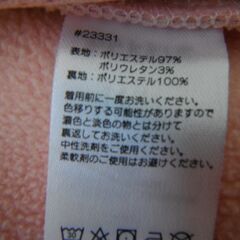 #23331
表地：ポリエステル97%
ポリウレタン3%
裏地：ポリエステル100%
着用前に一度お洗いください。
色移りする可能性がありますので
濃色と淡色の物とは分けて
裏返してお洗いください。
中性洗剤をご使用ください。
柔軟剤のご使用はお避けください。